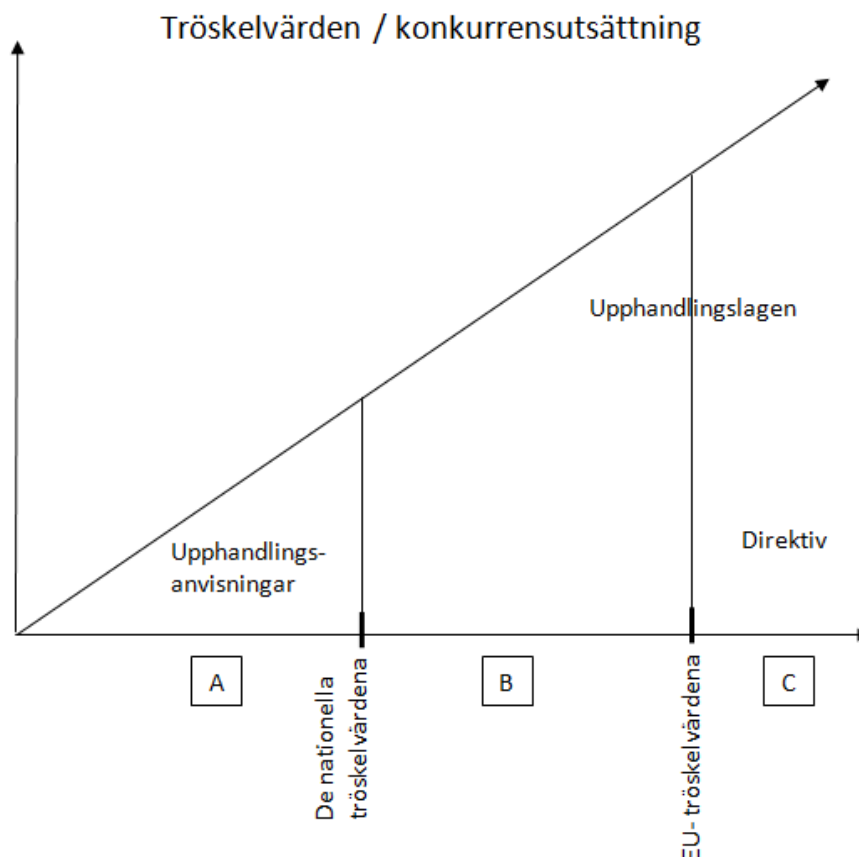 Tröskelvärden / konkurrensutsättning
Upphandlingslagen
Upphandlings-
anvisningar
Direktiv
A
B
C
De nationella
tröskelvärdena
EU- tröskelvärdena